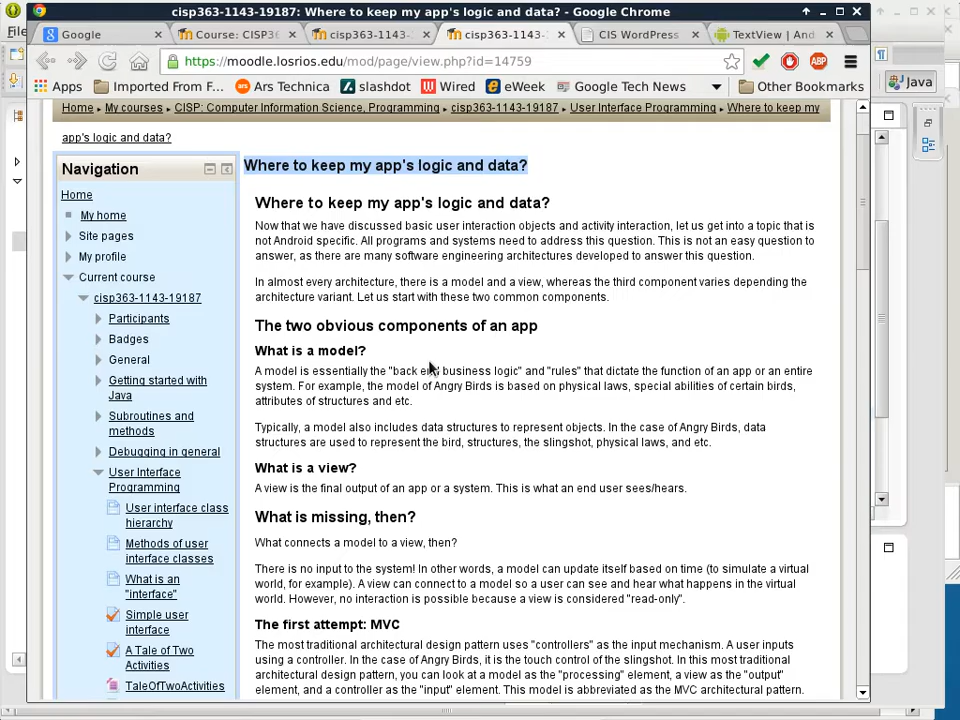 cisp363-1143-19187: Where to keep my app's logic and data? - Google Chrome
Google
Course: CISP3
cisp363-1143-
cisp363-1143-
CIS WordPress
TextView | And
File
https://moodle.losrios.edu/mod/page/view.php?id=14759
ABP
Java
Apps
Imported From F...
Ars Technica
slashdot
Wired
eWeek
Google Tech News
Other Bookmarks
Home ▸ My courses ▸ CISP: Computer Information Science, Programming ▸ cisp363-1143-19187 ▸ User Interface Programming ▸ Where to keep my
app's logic and data?
Navigation
Home
My home
Site pages
My profile
Current course
cisp363-1143-19187
Participants
Badges
General
Getting started with
Java
Subroutines and
methods
Debugging in general
User Interface
Programming
User interface class
hierarchy
Methods of user
interface classes
What is an
"interface"
Simple user
interface
A Tale of Two
Activities
TaleOfTwoActivities
Where to keep my app's logic and data?
Where to keep my app's logic and data?
Now that we have discussed basic user interaction objects and activity interaction, let us get into a topic that is
not Android specific. All programs and systems need to address this question. This is not an easy question to
answer, as there are many software engineering architectures developed to answer this question.
In almost every architecture, there is a model and a view, whereas the third component varies depending the
architecture variant. Let us start with these two common components.
The two obvious components of an app
What is a model?
A model is essentially the "back end business logic" and "rules" that dictate the function of an app or an entire
system. For example, the model of Angry Birds is based on physical laws, special abilities of certain birds,
attributes of structures and etc.
Typically, a model also includes data structures to represent objects. In the case of Angry Birds, data
structures are used to represent the bird, structures, the slingshot, physical laws, and etc.
What is a view?
A view is the final output of an app or a system. This is what an end user sees/hears.
What is missing, then?
What connects a model to a view, then?
There is no input to the system! In other words, a model can update itself based on time (to simulate a virtual
world, for example). A view can connect to a model so a user can see and hear what happens in the virtual
world. However, no interaction is possible because a view is considered "read-only".
The first attempt: MVC
The most traditional architectural design pattern uses "controllers" as the input mechanism. A user inputs
using a controller. In the case of Angry Birds, it is the touch control of the slingshot. In this most traditional
architectural design pattern, you can look at a model as the "processing" element, a view as the "output"
element, and a controller as the "input" element. This model is abbreviated as the MVC architectural pattern.